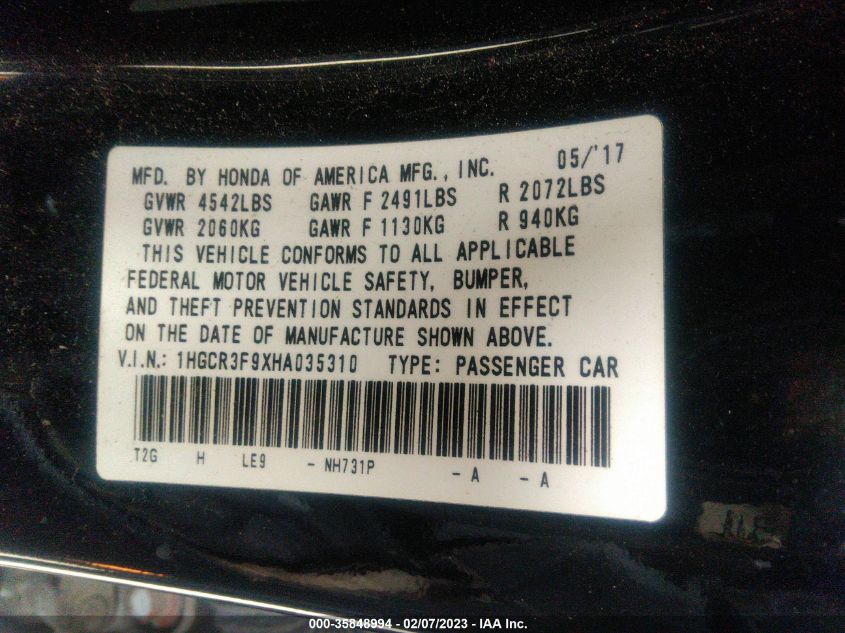 MFD. BY HONDA OF AMERICA MFG., INC. 05/'17
GVWR 4542LBS GAWR F 2491LBS R 2072LBS
GVWR 2060KG GAWR F 1130KG R 940KG
THIS VEHICLE CONFORMS TO ALL APPLICABLE
FEDERAL MOTOR VEHICLE SAFETY, BUMPER,
AND THEFT PREVENTION STANDARDS IN EFFECT
ON THE DATE OF MANUFACTURE SHOWN ABOVE.
V.I.N.: 1HGCR3F9XHA035310 TYPE: PASSENGER CAR
T2G H LE9 - NH731P - A - A
000-35848994 - 02/07/2023 - IAA Inc.